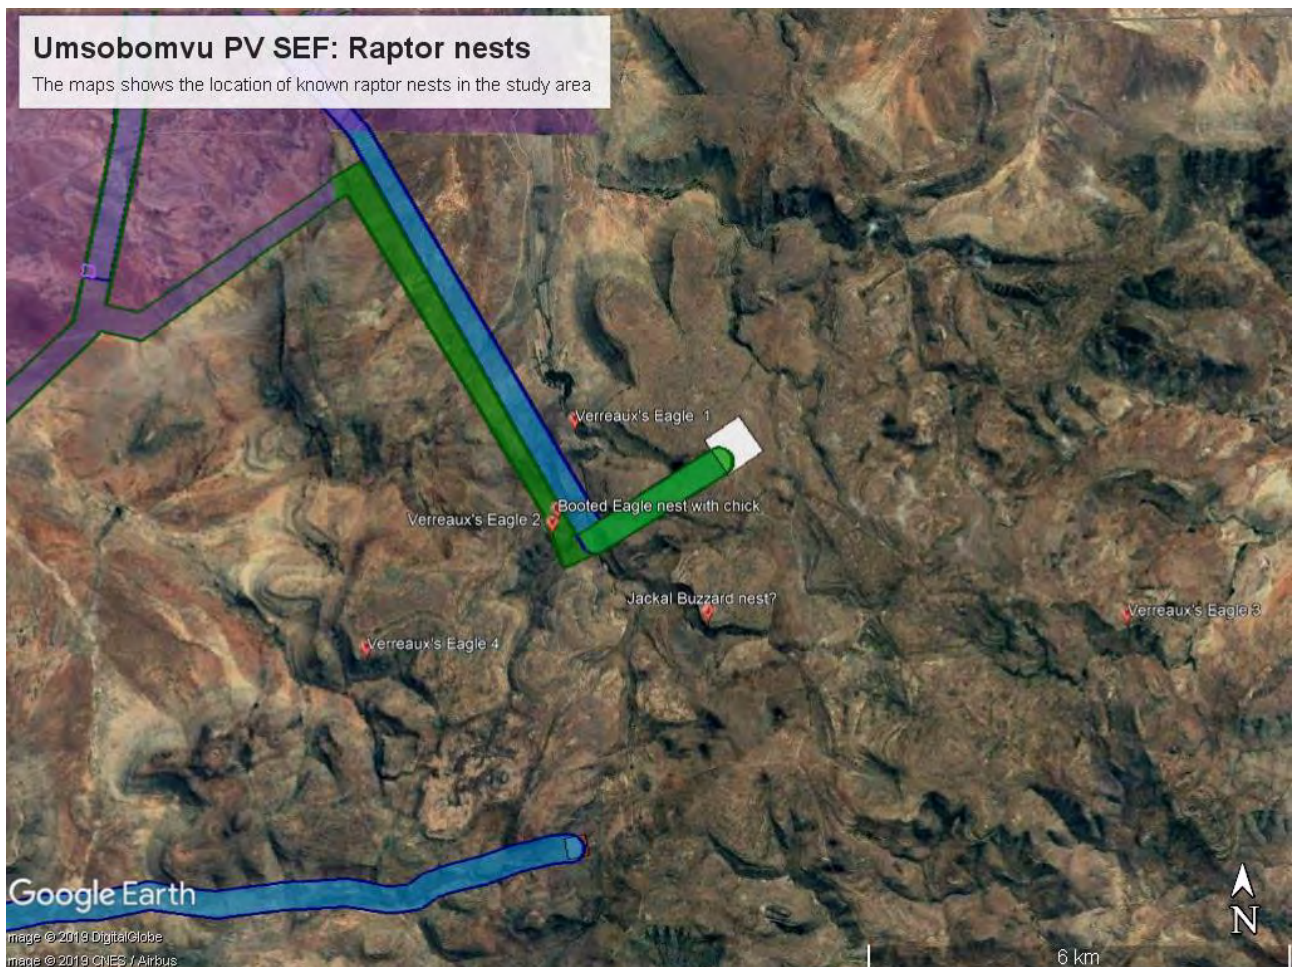 Umsobomvu PV SEF: Raptor nests
The maps shows the location of known raptor nests in the study area
Verreaux's Eagle 1
Booted Eagle nest with chick
Verreaux's Eagle 2
Jackal Buzzard nest?
Verreaux's Eagle 3
Verreaux's Eagle 4
Google Earth
mage © 2019 DigitalGlobe
mage © 2019 CNES / Airbus
N
6 km